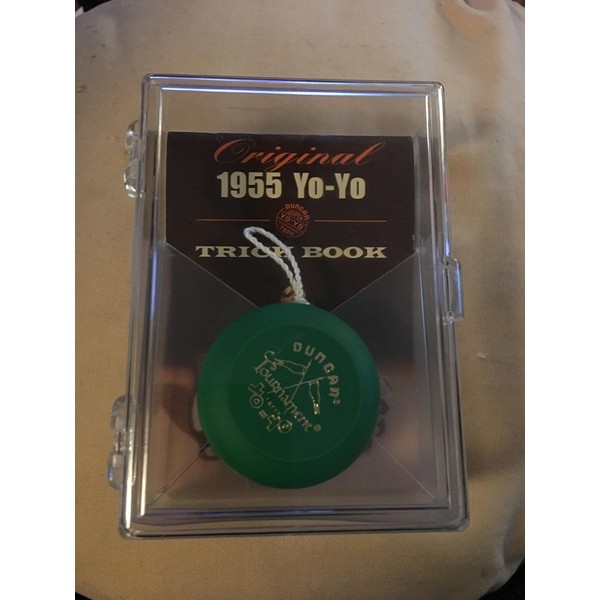 Original
1955 Yo-Yo
DUNCAN
YO-YO
TRICK BOOK
DUNCAN®
Tournament®
YO-YO